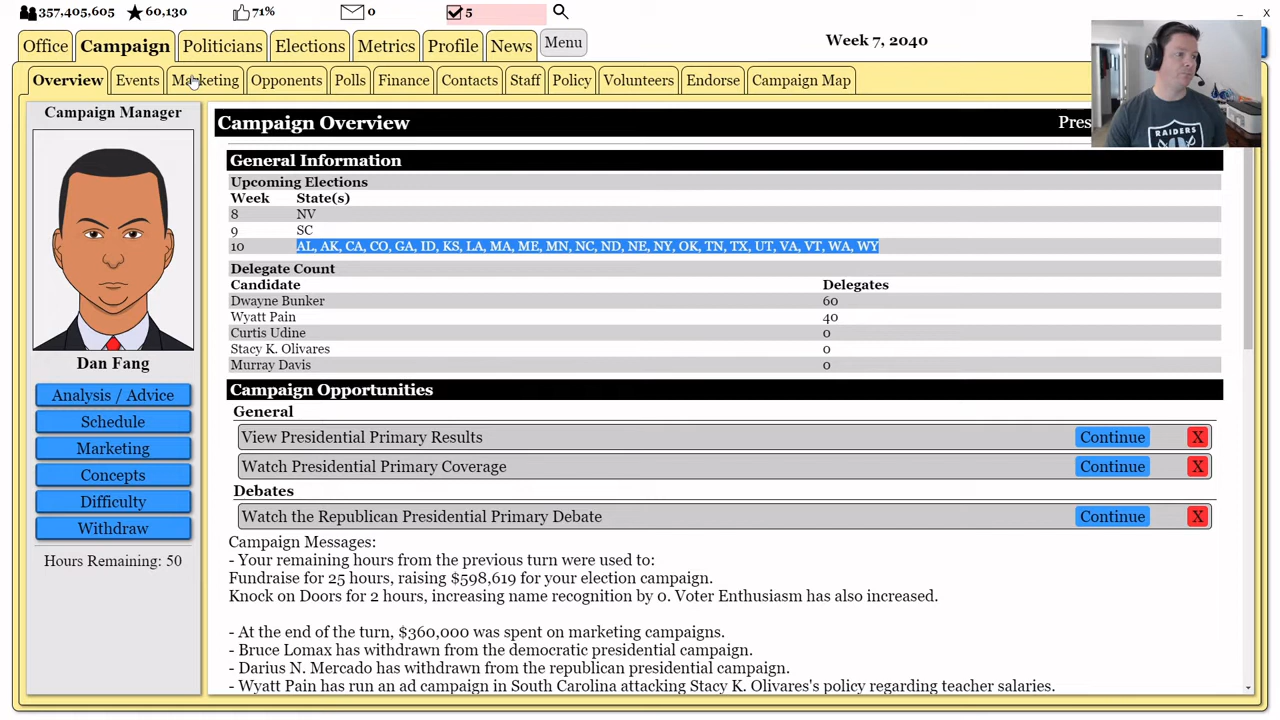 357,405,605 60,130 71% 0 5
Office Campaign Politicians Elections Metrics Profile News Menu
Week 7, 2040
Overview Events Marketing Opponents Polls Finance Contacts Staff Policy Volunteers Endorse Campaign Map
Campaign Manager
Dan Fang
Analysis / Advice
Schedule
Marketing
Concepts
Difficulty
Withdraw
Hours Remaining: 50
Campaign Overview
General Information
Upcoming Elections
Week State(s)
8 NV
9 SC
10 AL, AK, CA, CO, GA, ID, KS, LA, MA, ME, MN, NC, ND, NE, NY, OK, TN, TX, UT, VA, VT, WA, WY
Delegate Count
Candidate Delegates
Dwayne Bunker 60
Wyatt Pain 40
Curtis Udine 0
Stacy K. Olivares 0
Murray Davis 0
Campaign Opportunities
General
View Presidential Primary Results Continue X
Watch Presidential Primary Coverage Continue X
Debates
Watch the Republican Presidential Primary Debate Continue X
Campaign Messages:
- Your remaining hours from the previous turn were used to:
Fundraise for 25 hours, raising $598,619 for your election campaign.
Knock on Doors for 2 hours, increasing name recognition by 0. Voter Enthusiasm has also increased.
- At the end of the turn, $360,000 was spent on marketing campaigns.
- Bruce Lomax has withdrawn from the democratic presidential campaign.
- Darius N. Mercado has withdrawn from the republican presidential campaign.
- Wyatt Pain has run an ad campaign in South Carolina attacking Stacy K. Olivares's policy regarding teacher salaries.
RAIDERS